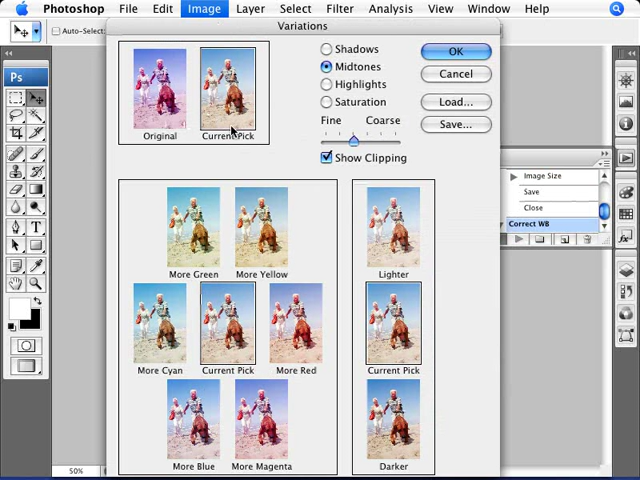 Photoshop File Edit Image Layer Select Filter Analysis View Window Help
Auto-Select:
Variations
Ps
Original
Current Pick
Shadows
Midtones
Highlights
Saturation
Fine Coarse
Show Clipping
OK
Cancel
Load...
Save...
Image Size
Save
Close
Correct WB
More Green
More Yellow
Lighter
More Cyan
Current Pick
More Red
Current Pick
More Blue
More Magenta
Darker
50%